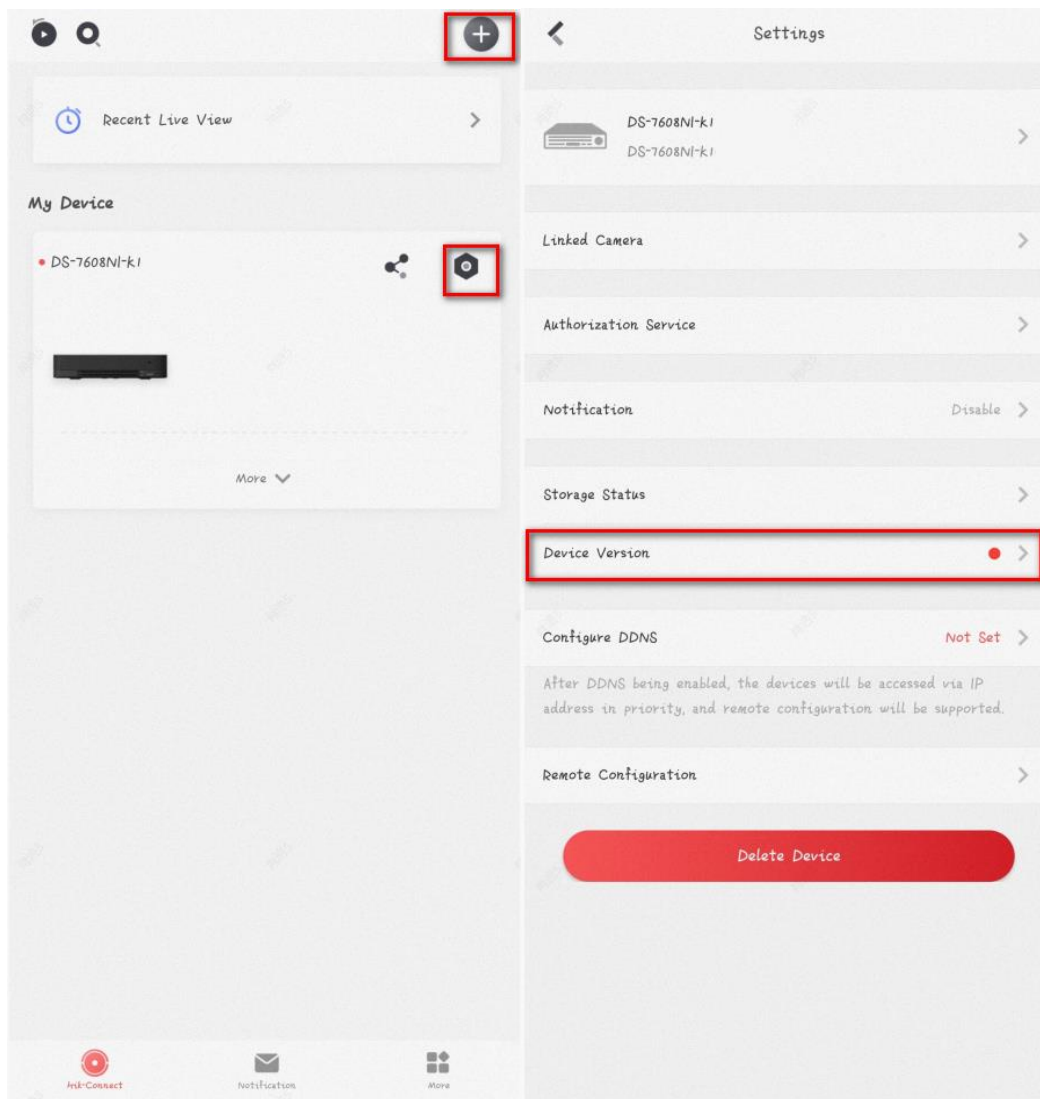 Recent Live View
My Device
DS-7608NI-K1
More
Hik-Connect
Notification
More
Settings
DS-7608NI-K1
DS-7608NI-K1
Linked Camera
Authorization Service
Notification Disable
Storage Status
Device Version
Configure DDNS Not Set
After DDNS being enabled, the devices will be accessed via IP
address in priority, and remote configuration will be supported.
Remote Configuration
Delete Device